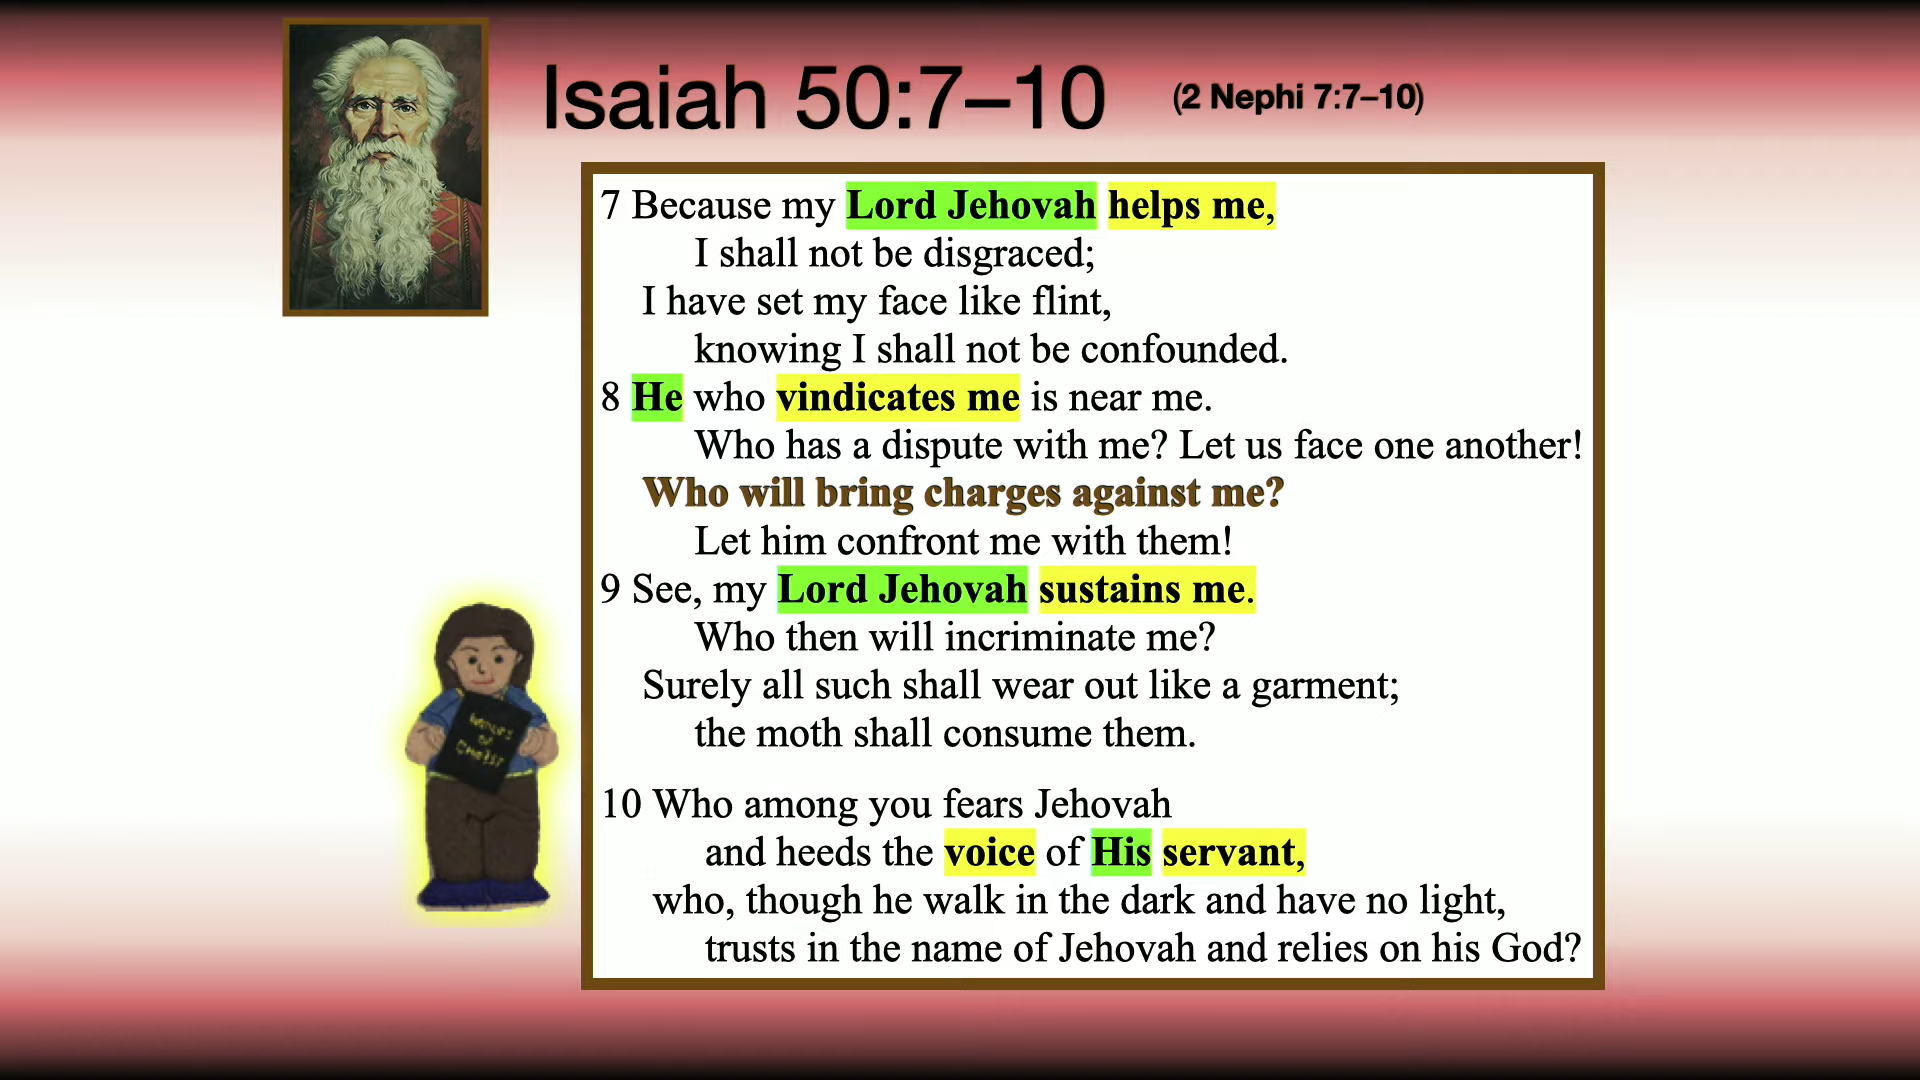 Isaiah 50:7–10 (2 Nephi 7:7–10)
7 Because my Lord Jehovah helps me,
I shall not be disgraced;
I have set my face like flint,
knowing I shall not be confounded.
8 He who vindicates me is near me.
Who has a dispute with me? Let us face one another!
Who will bring charges against me?
Let him confront me with them!
9 See, my Lord Jehovah sustains me.
Who then will incriminate me?
Surely all such shall wear out like a garment;
the moth shall consume them.
10 Who among you fears Jehovah
and heeds the voice of His servant,
who, though he walk in the dark and have no light,
trusts in the name of Jehovah and relies on his God?
of
CHRIST